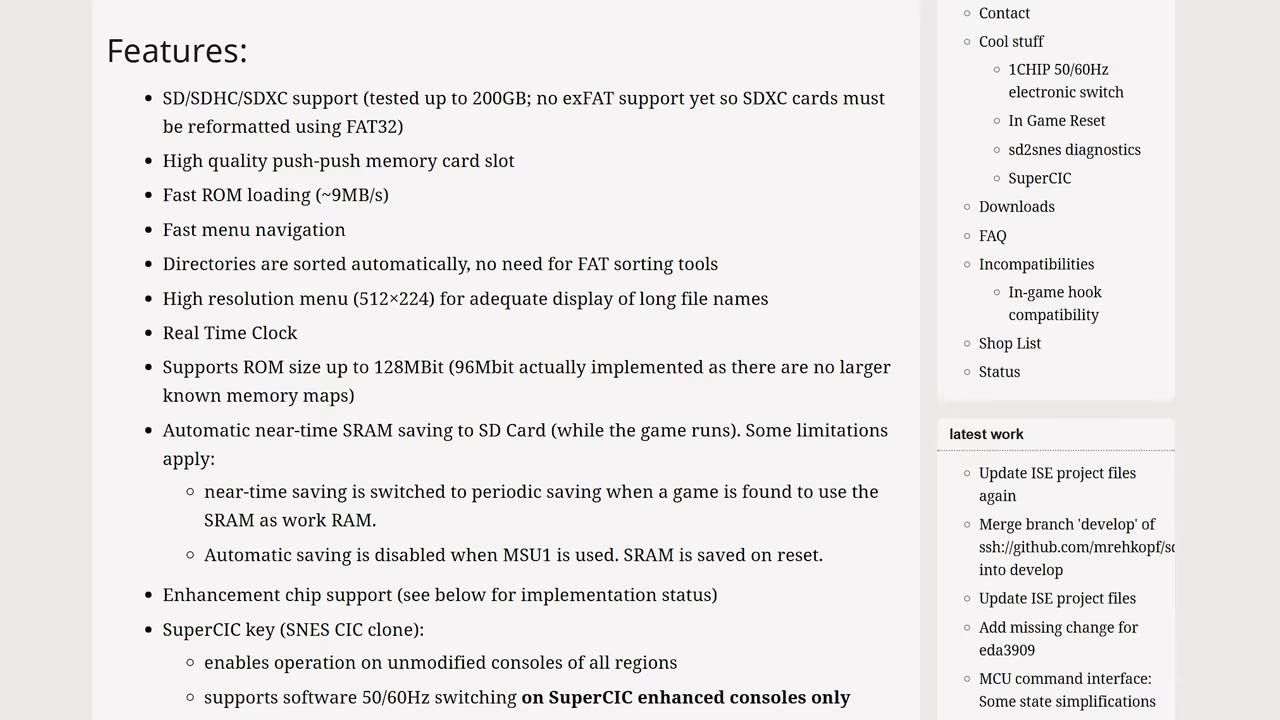 Features:
SD/SDHC/SDXC support (tested up to 200GB; no exFAT support yet so SDXC cards must
be reformatted using FAT32)
High quality push-push memory card slot
Fast ROM loading (~9MB/s)
Fast menu navigation
Directories are sorted automatically, no need for FAT sorting tools
High resolution menu (512×224) for adequate display of long file names
Real Time Clock
Supports ROM size up to 128MBit (96Mbit actually implemented as there are no larger
known memory maps)
Automatic near-time SRAM saving to SD Card (while the game runs). Some limitations
apply:
near-time saving is switched to periodic saving when a game is found to use the
SRAM as work RAM.
Automatic saving is disabled when MSU1 is used. SRAM is saved on reset.
Enhancement chip support (see below for implementation status)
SuperCIC key (SNES CIC clone):
enables operation on unmodified consoles of all regions
supports software 50/60Hz switching on SuperCIC enhanced consoles only
Contact
Cool stuff
1CHIP 50/60Hz
electronic switch
In Game Reset
sd2snes diagnostics
SuperCIC
Downloads
FAQ
Incompatibilities
In-game hook
compatibility
Shop List
Status
latest work
Update ISE project files
again
Merge branch 'develop' of
ssh://github.com/mrehkopf/
into develop
Update ISE project files
Add missing change for
eda3909
MCU command interface:
Some state simplifications